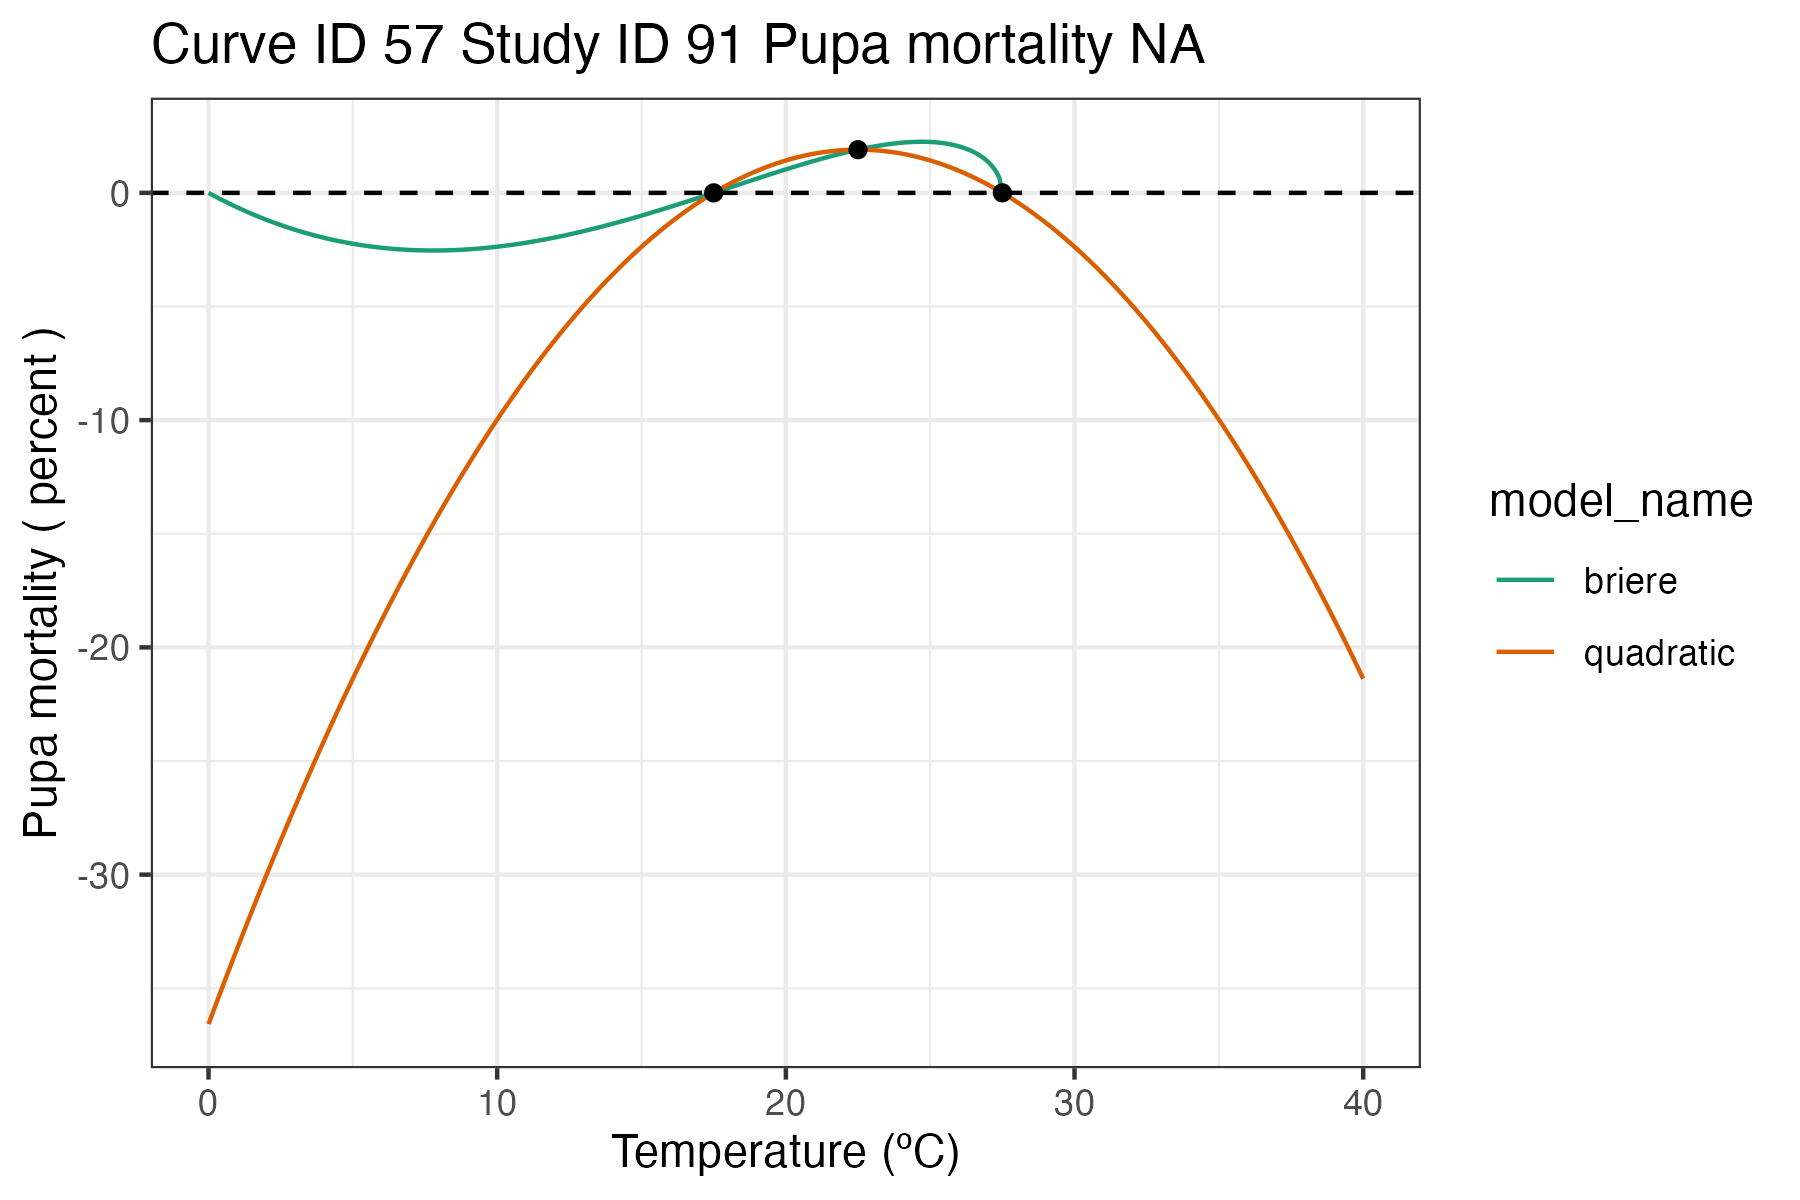 Curve ID 57 Study ID 91 Pupa mortality NA
Pupa mortality ( percent )
0
-10
-20
-30
0 10 20 30 40
Temperature (ºC)
model_name
briere
quadratic